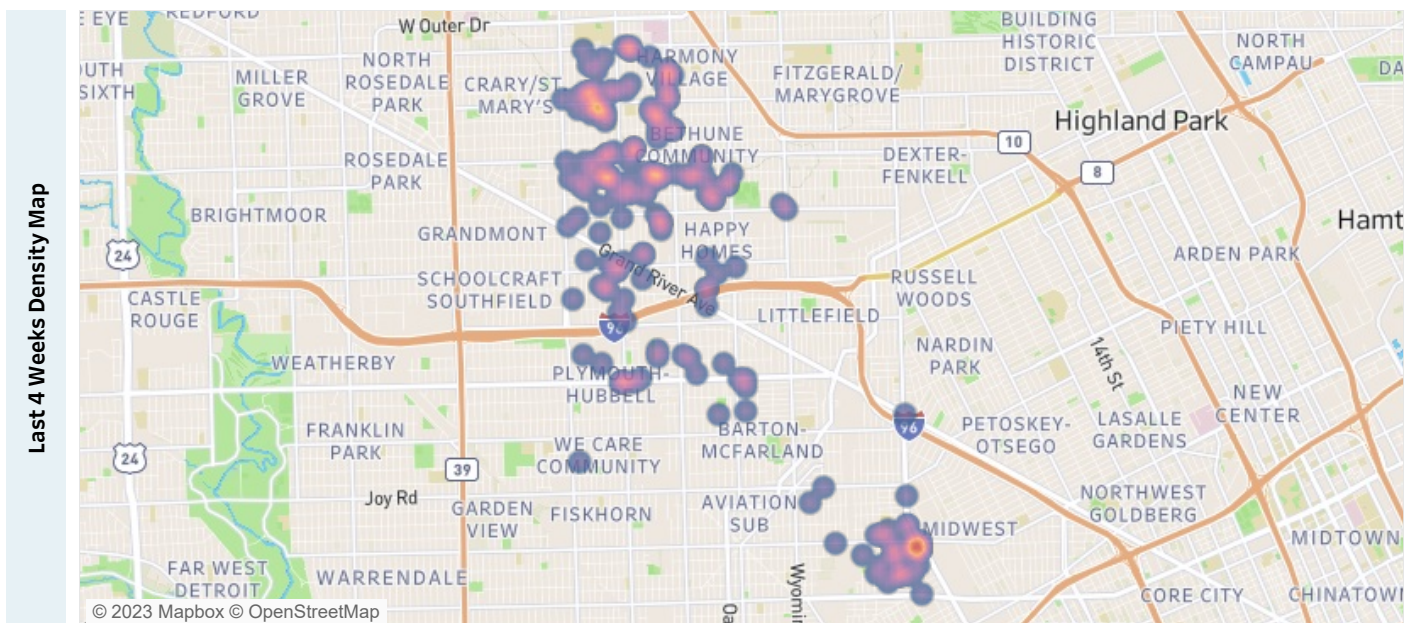 Last 4 Weeks Density Map
E EYE
REDFORD
W Outer Dr
BUILDING
HISTORIC
DISTRICT
NORTH
CAMPAU
OUTH
SIXTH
MILLER
GROVE
NORTH
ROSEDALE
PARK
CRARY/ST.
MARY'S
HARMONY
VILLAGE
FITZGERALD/
MARYGROVE
DA
Highland Park
10
8
BETHUNE
COMMUNITY
ROSEDALE
PARK
DEXTER-
FENKELL
BRIGHTMOOR
GRANDMONT
HAPPY
HOMES
Hamt
24
ARDEN PARK
Grand River Ave
SCHOOLCRAFT
SOUTHFIELD
RUSSELL
WOODS
CASTLE
ROUGE
LITTLEFIELD
PIETY HILL
96
WEATHERBY
NARDIN
PARK
14th St
PLYMOUTH-
HUBBELL
NEW
CENTER
96
FRANKLIN
PARK
WE CARE
COMMUNITY
BARTON-
MCFARLAND
PETOSKEY-
OTSEGO
LASALLE
GARDENS
24
39
Joy Rd
GARDEN
VIEW
FISKHORN
AVIATION
SUB
MIDWEST
NORTHWEST
GOLDBERG
MIDTOWN
FAR WEST
DETROIT
WARRENDALE
Wyomin
Oa
CORE CITY
CHINATOWN
© 2023 Mapbox © OpenStreetMap